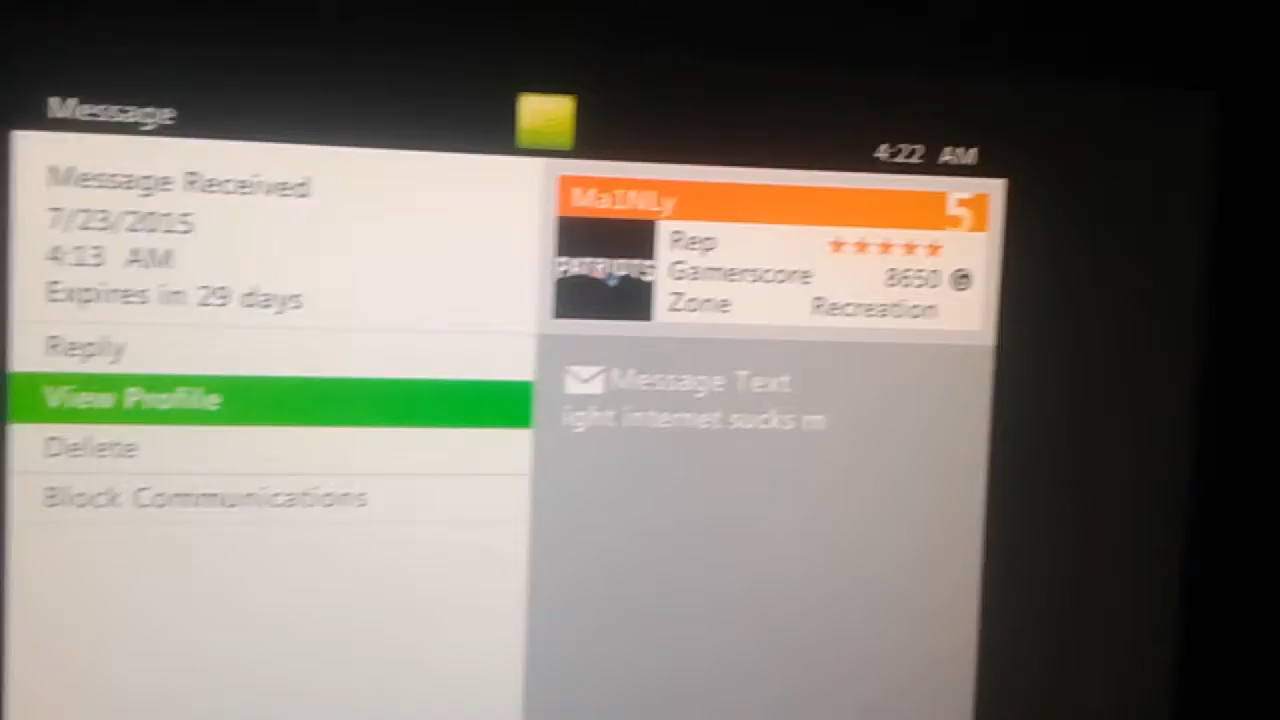 Message
4:22 AM
Message Received
7/23/2015
4:13 AM
Expires in 29 days
Reply
View Profile
Delete
Block Communications
Ma1NLy 5
Rep
Gamerscore 8650 G
Zone Recreation
Message Text
ight internet sucks m